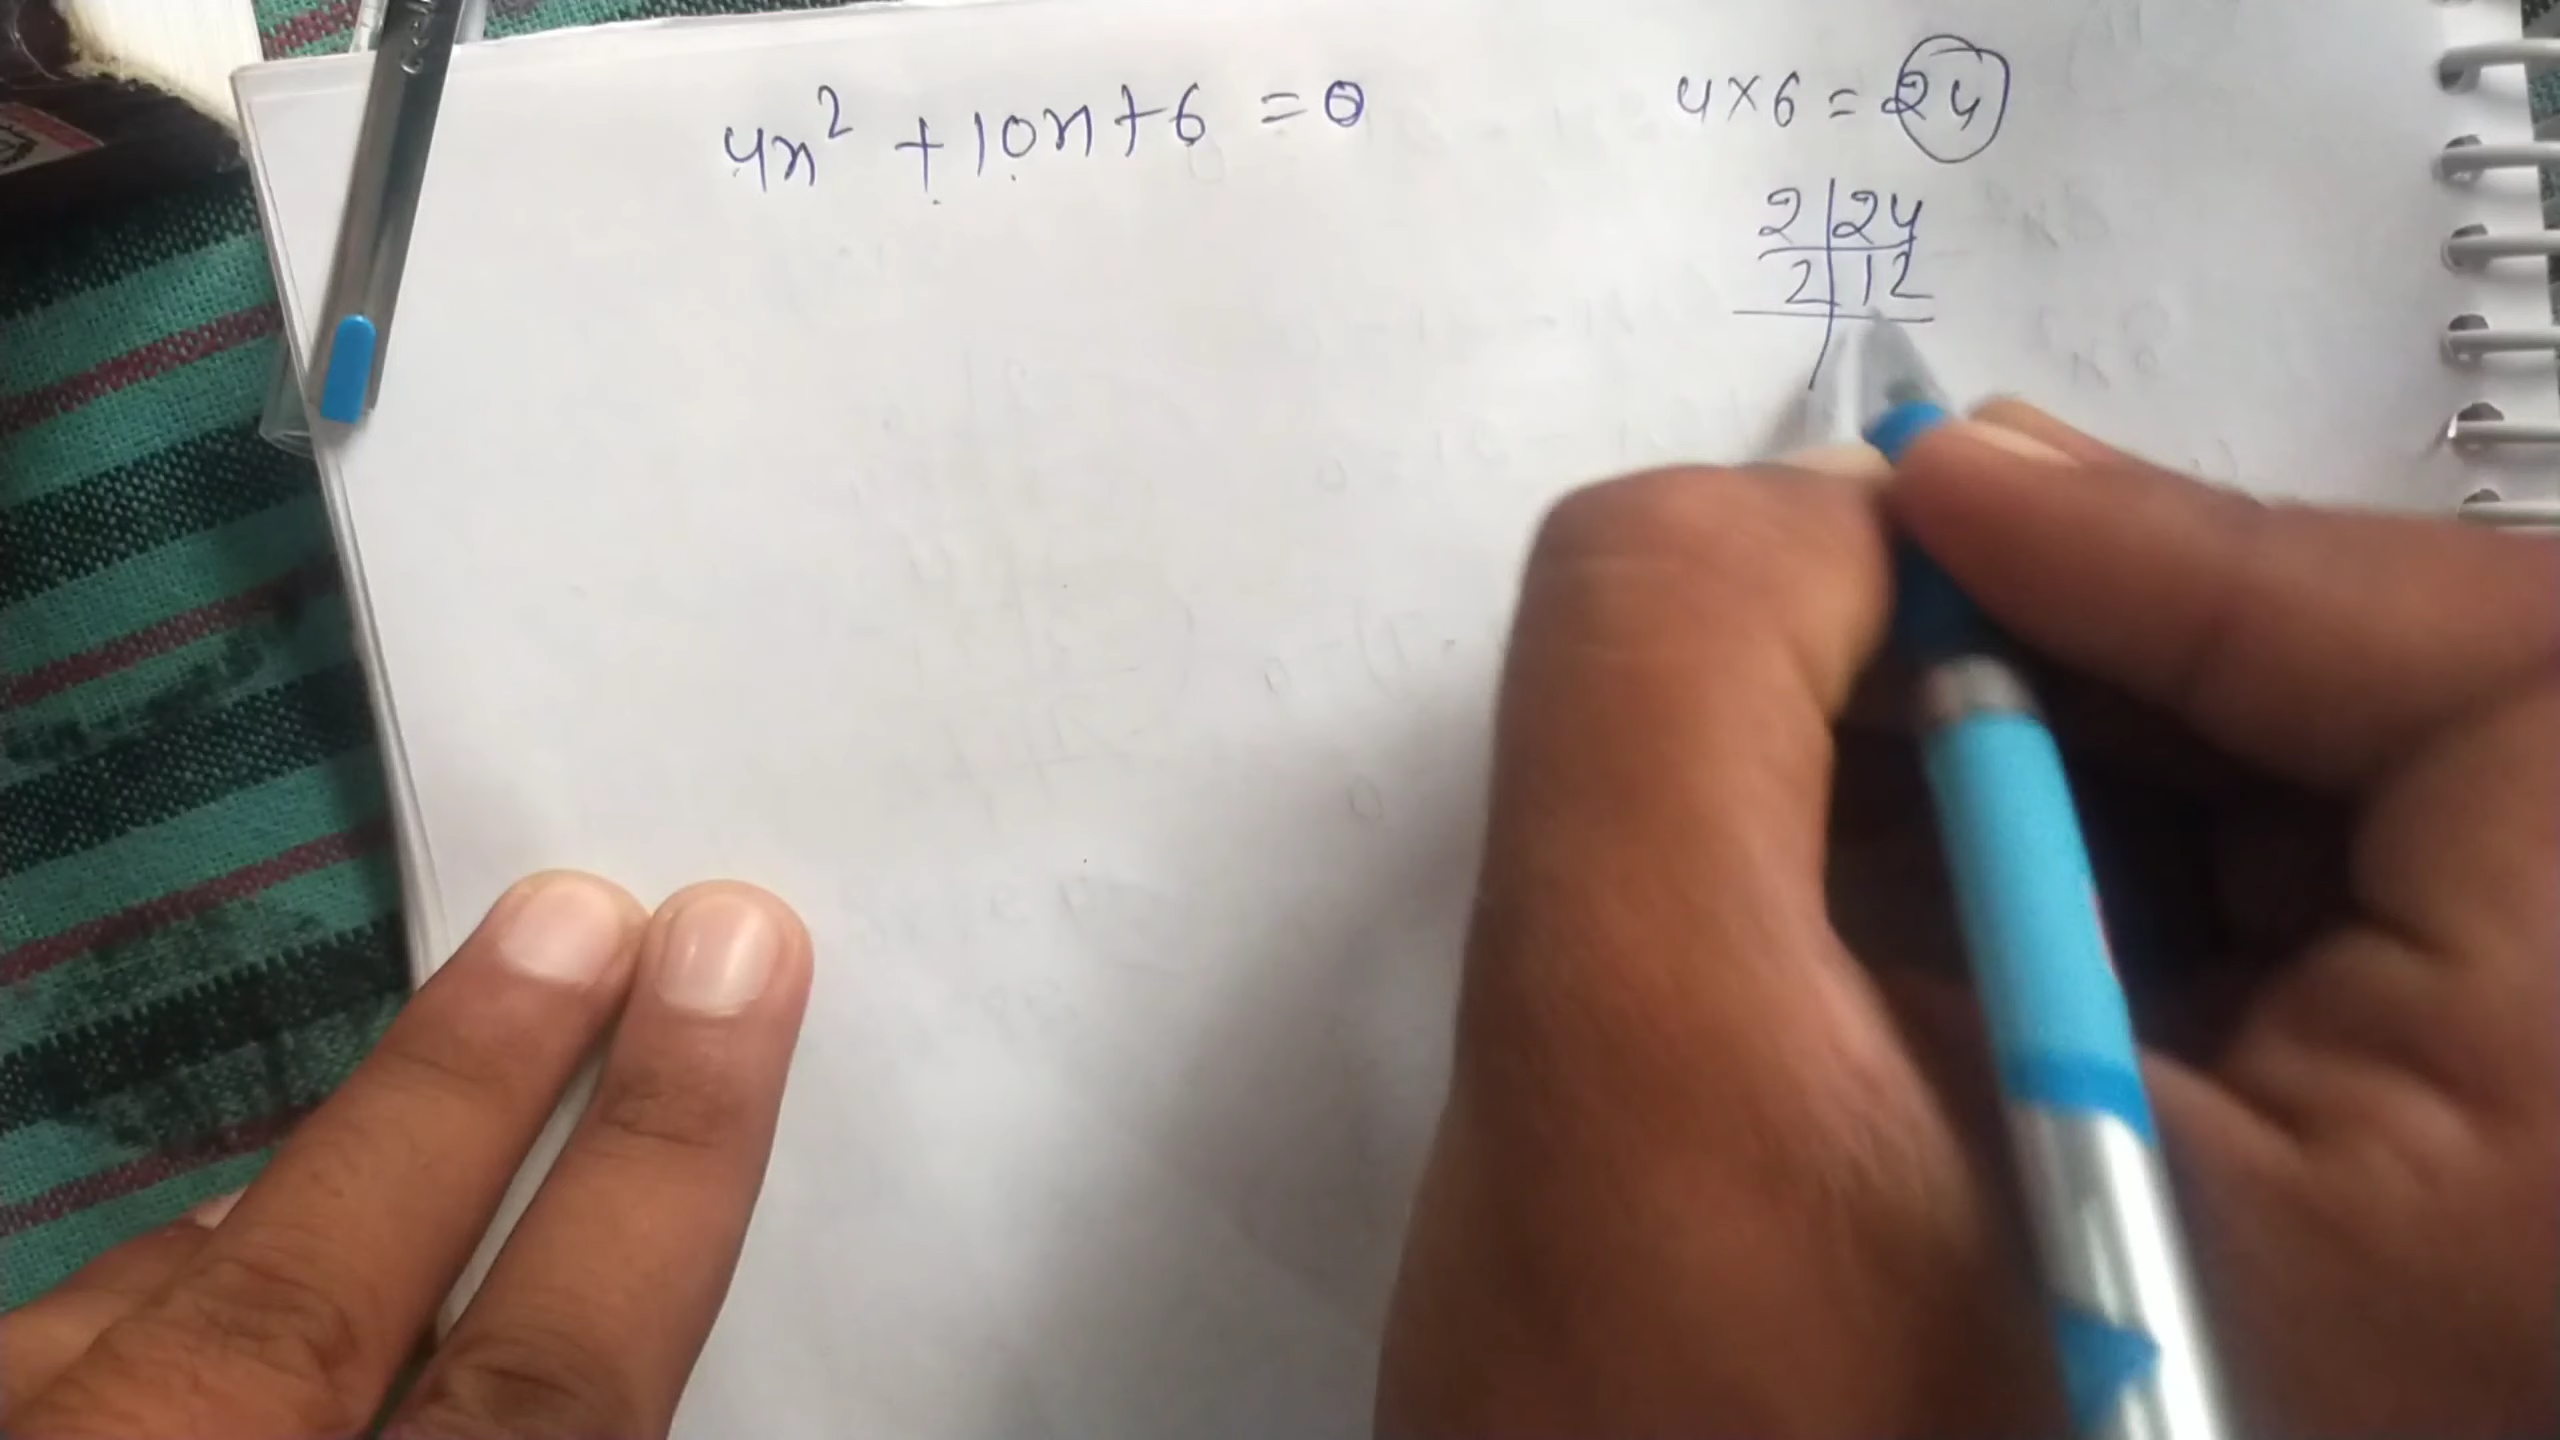 4x² + 10x + 6 = 0
4 × 6 = 24
2 | 24
2 | 12